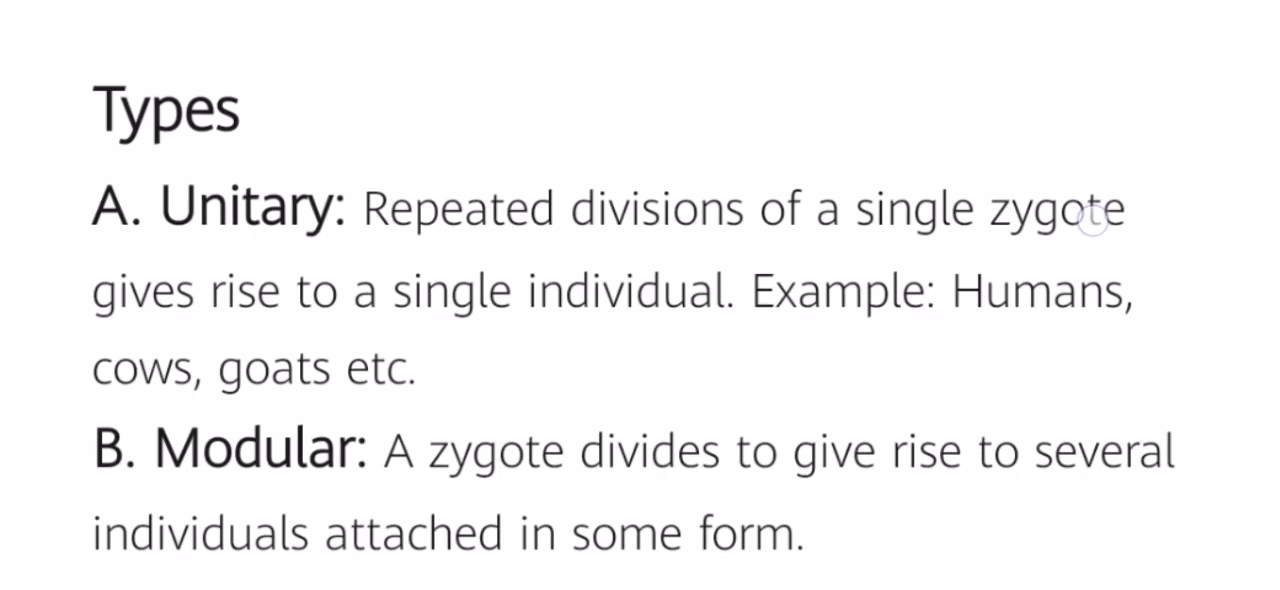 Types
A. Unitary: Repeated divisions of a single zygote
gives rise to a single individual. Example: Humans,
cows, goats etc.
B. Modular: A zygote divides to give rise to several
individuals attached in some form.